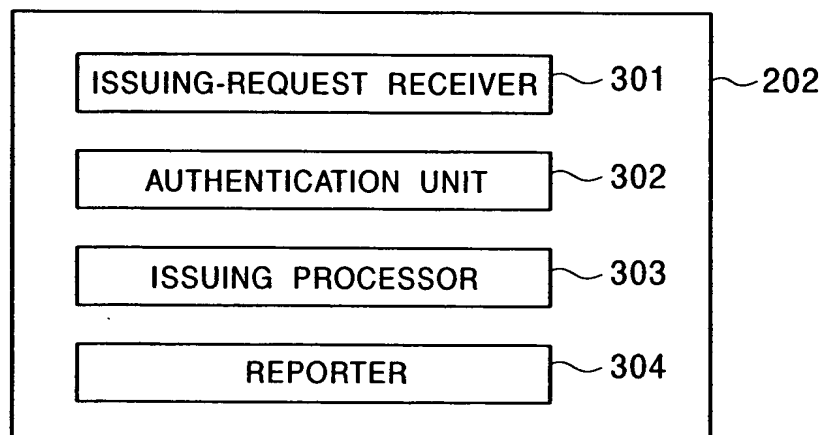 ISSUING-REQUEST RECEIVER 301 202
AUTHENTICATION UNIT 302
ISSUING PROCESSOR 303
REPORTER 304